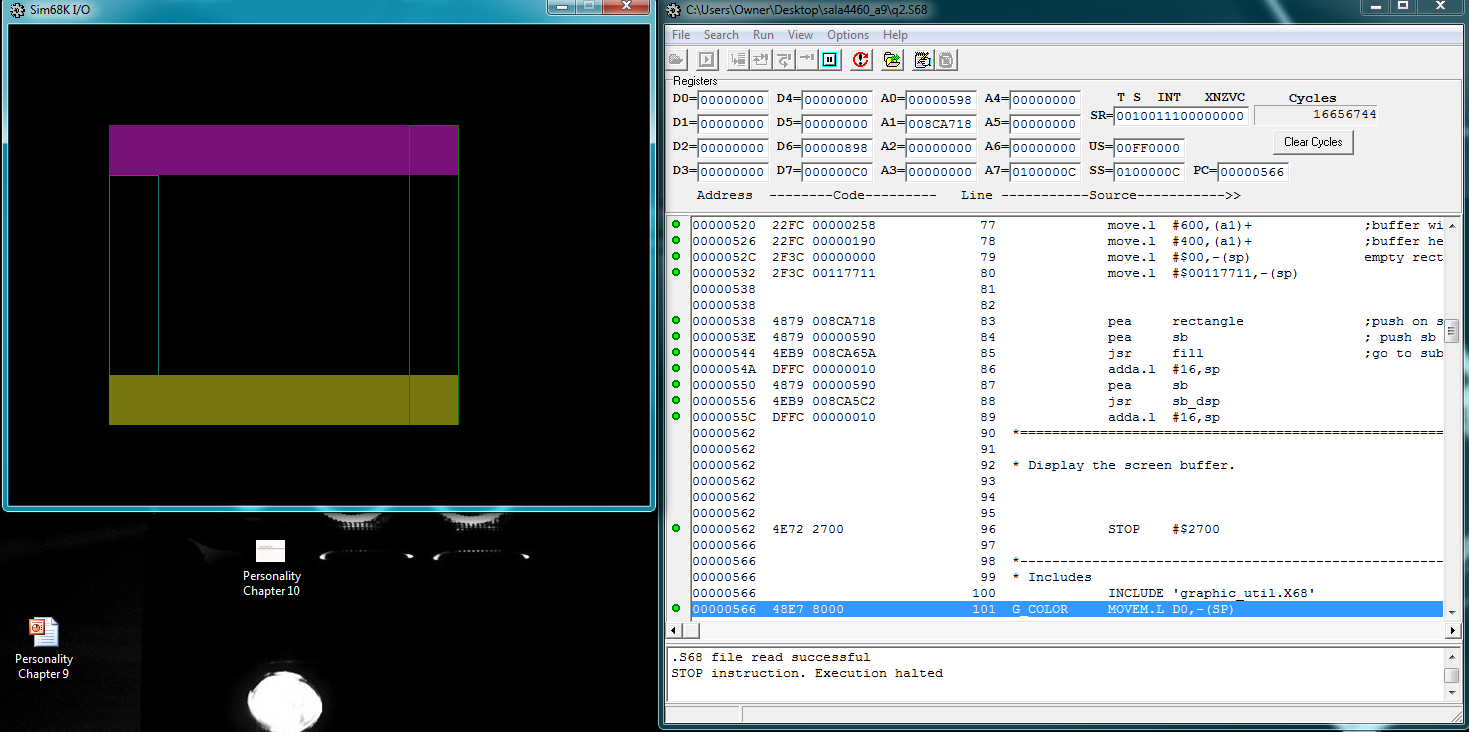 Sim68K I/O
Personality
Chapter 10
Personality
Chapter 9
C:\Users\Owner\Desktop\sala4460_a9\q2.S68
File Search Run View Options Help
Registers
T S INT XNZVC Cycles
D0=00000000 D4=00000000 A0=00000598 A4=00000000
SR=0010011100000000 16656744
D1=00000000 D5=00000000 A1=008CA718 A5=00000000
Clear Cycles
D2=00000000 D6=00000898 A2=00000000 A6=00000000 US=00FF0000
D3=00000000 D7=000000C0 A3=00000000 A7=0100000C SS=0100000C PC=00000566
Address --------Code--------- Line -----------Source---------->>
00000520 22FC 00000258 77 move.l #600,(a1)+ ;buffer wi
00000526 22FC 00000190 78 move.l #400,(a1)+ ;buffer he
0000052C 2F3C 00000000 79 move.l #$00,-(sp) empty rect
00000532 2F3C 00117711 80 move.l #$00117711,-(sp)
00000538 81
00000538 82
00000538 4879 008CA718 83 pea rectangle ;push on s
0000053E 4879 00000590 84 pea sb ; push sb
00000544 4EB9 008CA65A 85 jsr fill ;go to sub
0000054A DFFC 00000010 86 adda.l #16,sp
00000550 4879 00000590 87 pea sb
00000556 4EB9 008CA5C2 88 jsr sb_dsp
0000055C DFFC 00000010 89 adda.l #16,sp
00000562 90 *======================================================
00000562 91
00000562 92 * Display the screen buffer.
00000562 93
00000562 94
00000562 95
00000562 4E72 2700 96 STOP #$2700
00000566 97
00000566 98 *------------------------------------------------------
00000566 99 * Includes
00000566 100 INCLUDE 'graphic_util.X68'
00000566 48E7 8000 101 G_COLOR MOVEM.L D0,-(SP)
.S68 file read successful
STOP instruction. Execution halted